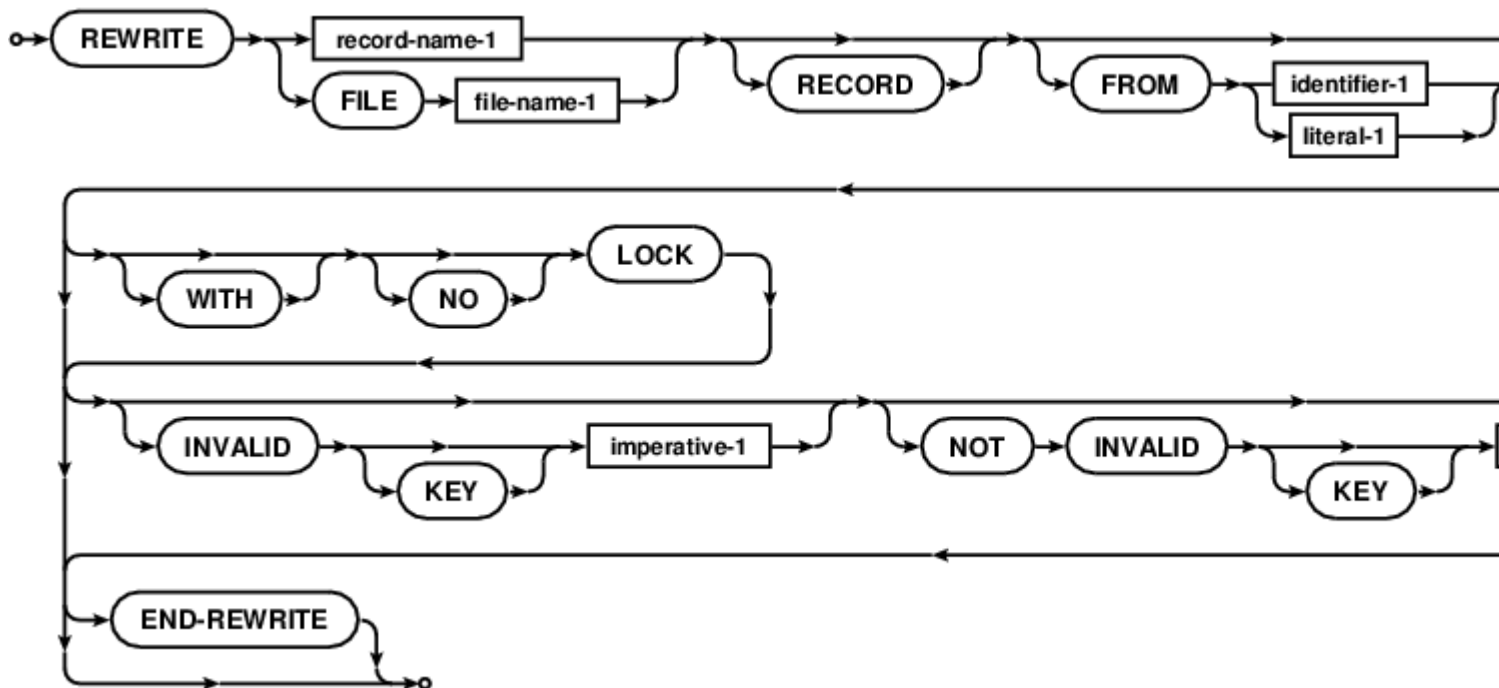 REWRITE record-name-1
FILE file-name-1 RECORD FROM identifier-1
literal-1
WITH NO LOCK
INVALID KEY imperative-1 NOT INVALID KEY
END-REWRITE